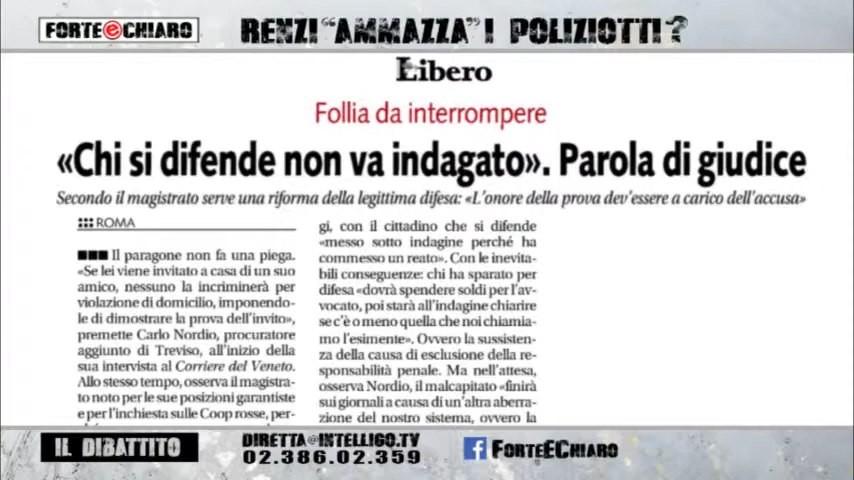 FORTEeCHIARO
RENZI “AMMAZZA” I POLIZIOTTI?
Libero
Follia da interrompere
«Chi si difende non va indagato». Parola di giudice
Secondo il magistrato serve una riforma della legittima difesa: «L'onore della prova dev'essere a carico dell'accusa»
ROMA
Il paragone non fa una piega.
«Se lei viene invitato a casa di un suo
amico, nessuno la incriminerà per
violazione di domicilio, imponendo-
le di dimostrare la prova dell'invito»,
premette Carlo Nordio, procuratore
aggiunto di Treviso, all'inizio della
sua intervista al Corriere del Veneto.
Allo stesso tempo, osserva il magistra-
to noto per le sue posizioni garantiste
e per l'inchiesta sulle Coop rosse, per-
gi, con il cittadino che si difende
«messo sotto indagine perché ha
commesso un reato». Con le inevita-
bili conseguenze: chi ha sparato per
difesa «dovrà spendere soldi per l'av-
vocato, poi starà all'indagine chiarire
se c'è o meno quella che noi chiamia-
mo l'esimente». Ovvero la sussisten-
za della causa di esclusione della re-
sponsabilità penale. Ma nell'attesa,
osserva Nordio, il malcapitato «finirà
sui giornali a causa di un'altra aberra-
zione del nostro sistema, ovvero la
IL DIBATTITO
DIRETTA@INTELLIGO.TV
02.386.02.359
f FORTEECHIARO